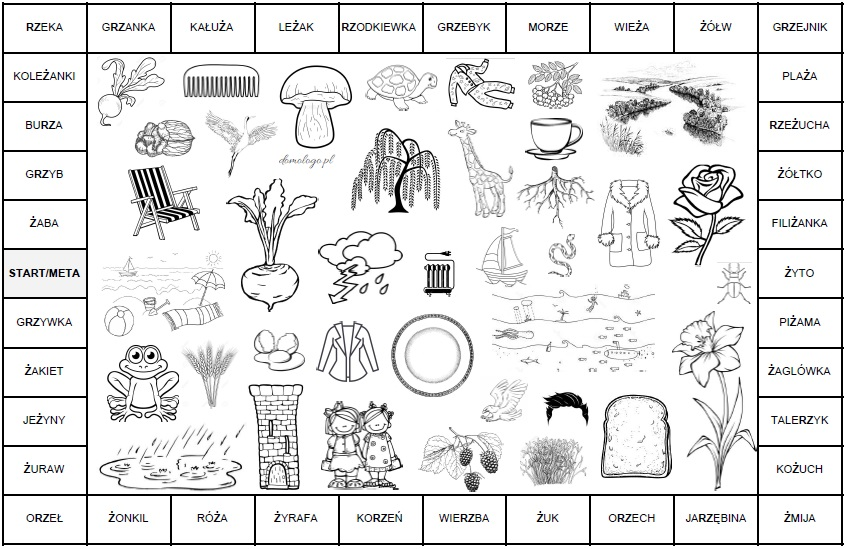 RZEKA GRZANKA KAŁUŻA LEŻAK RZODKIEWKA GRZEBYK MORZE WIEŻA ŻÓŁW GRZEJNIK
KOLEŻANKI PLAŻA
BURZA RZEŻUCHA
GRZYB ŻÓŁTKO
ŻABA FILIŻANKA
START/META ŻYTO
GRZYWKA PIŻAMA
ŻAKIET ŻAGLÓWKA
JEŻYNY TALERZYK
ŻURAW KOŻUCH
ORZEŁ ŻONKIL RÓŻA ŻYRAFA KORZEŃ WIERZBA ŻUK ORZECH JARZĘBINA ŻMIJA
domologo.pl